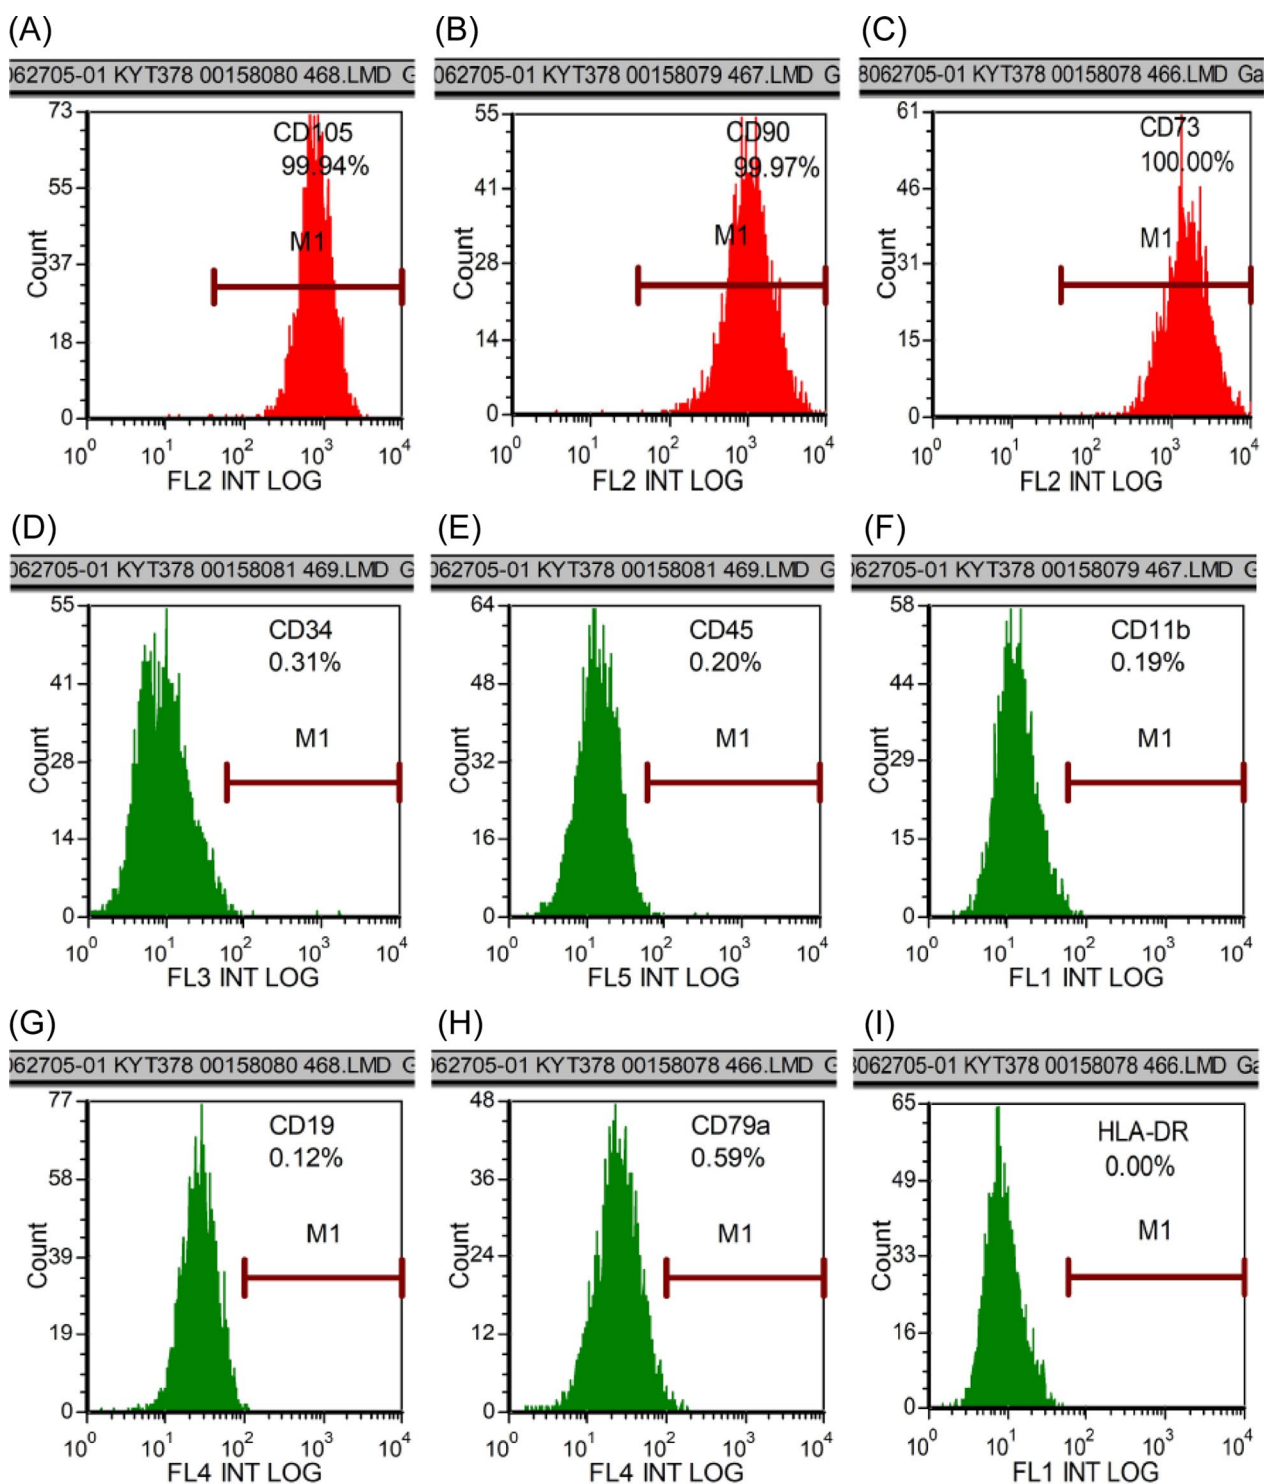 (A)
062705-01 KYT378 00158080 468.LMD G
73
55
37
18
0
Count
CD105
99.94%
M1
10^0 10^1 10^2 10^3 10^4
FL2 INT LOG
(B)
062705-01 KYT378 00158079 467.LMD G
55
41
28
14
0
Count
CD90
99.97%
M1
10^0 10^1 10^2 10^3 10^4
FL2 INT LOG
(C)
8062705-01 KYT378 00158078 466.LMD Ga
61
46
31
15
0
Count
CD73
100.00%
M1
10^0 10^1 10^2 10^3 10^4
FL2 INT LOG
(D)
062705-01 KYT378 00158081 469.LMD G
55
41
28
14
0
Count
CD34
0.31%
M1
10^0 10^1 10^2 10^3 10^4
FL3 INT LOG
(E)
062705-01 KYT378 00158081 469.LMD G
64
48
32
16
0
Count
CD45
0.20%
M1
10^0 10^1 10^2 10^3 10^4
FL5 INT LOG
(F)
062705-01 KYT378 00158079 467.LMD G
58
44
29
15
0
Count
CD11b
0.19%
M1
10^0 10^1 10^2 10^3 10^4
FL1 INT LOG
(G)
062705-01 KYT378 00158080 468.LMD G
77
58
39
19
0
Count
CD19
0.12%
M1
10^0 10^1 10^2 10^3 10^4
FL4 INT LOG
(H)
062705-01 KYT378 00158078 466.LMD G
48
36
24
12
0
Count
CD79a
0.59%
M1
10^0 10^1 10^2 10^3 10^4
FL4 INT LOG
(I)
8062705-01 KYT378 00158078 466.LMD Ga
65
49
33
16
0
Count
HLA-DR
0.00%
M1
10^0 10^1 10^2 10^3 10^4
FL1 INT LOG